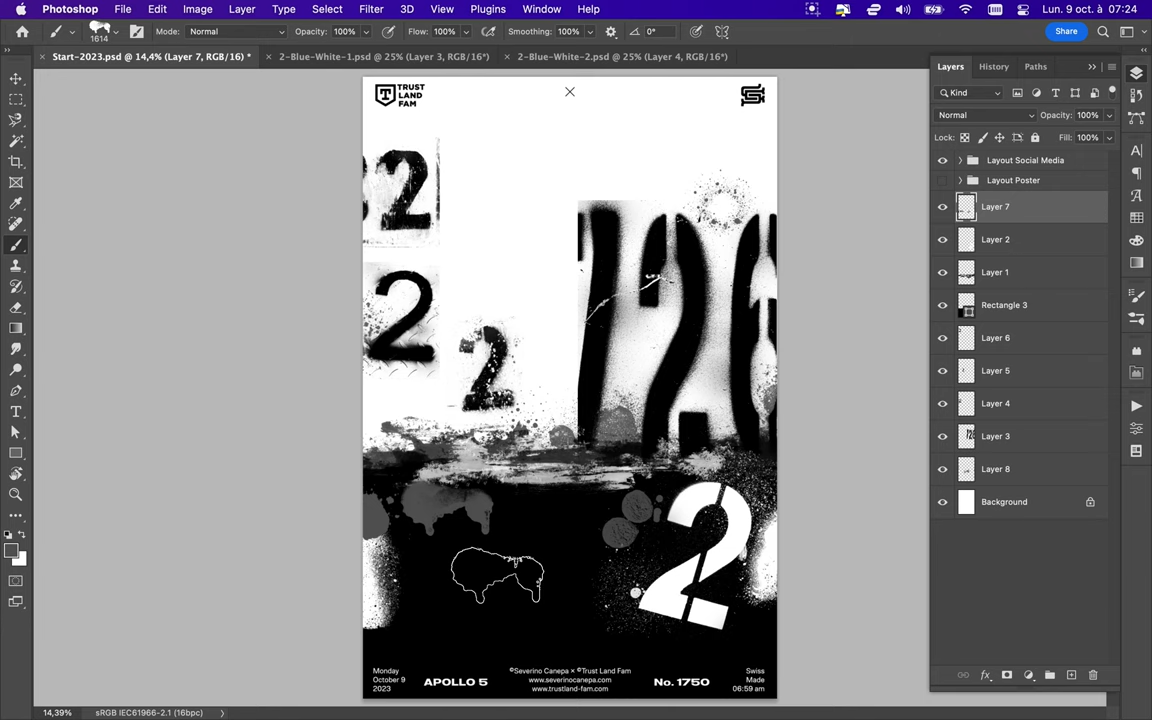 Photoshop File Edit Image Layer Type Select Filter 3D View Plugins Window Help Lun. 9 oct. à 07:24
1614 Mode: Normal Opacity: 100% Flow: 100% Smoothing: 100% 0° Share
Start-2023.psd @ 14,4% (Layer 7, RGB/16) * 2-Blue-White-1.psd @ 25% (Layer 3, RGB/16*) 2-Blue-White-2.psd @ 25% (Layer 4, RGB/16*)
Layers History Paths
Kind
Normal Opacity: 100%
Lock: Fill: 100%
Layout Social Media
Layout Poster
Layer 7
Layer 2
Layer 1
Rectangle 3
Layer 6
Layer 5
Layer 4
Layer 3
Layer 8
Background
T TRUST
LAND
FAM
2
2
2
2
2
Monday
October 9
2023
APOLLO 5
©Severino Canepa × ©Trust Land Fam
www.severinocanepa.com
www.trustland-fam.com
No. 1750
Swiss
Made
06:59 am
14,39% sRGB IEC61966-2.1 (16bpc)